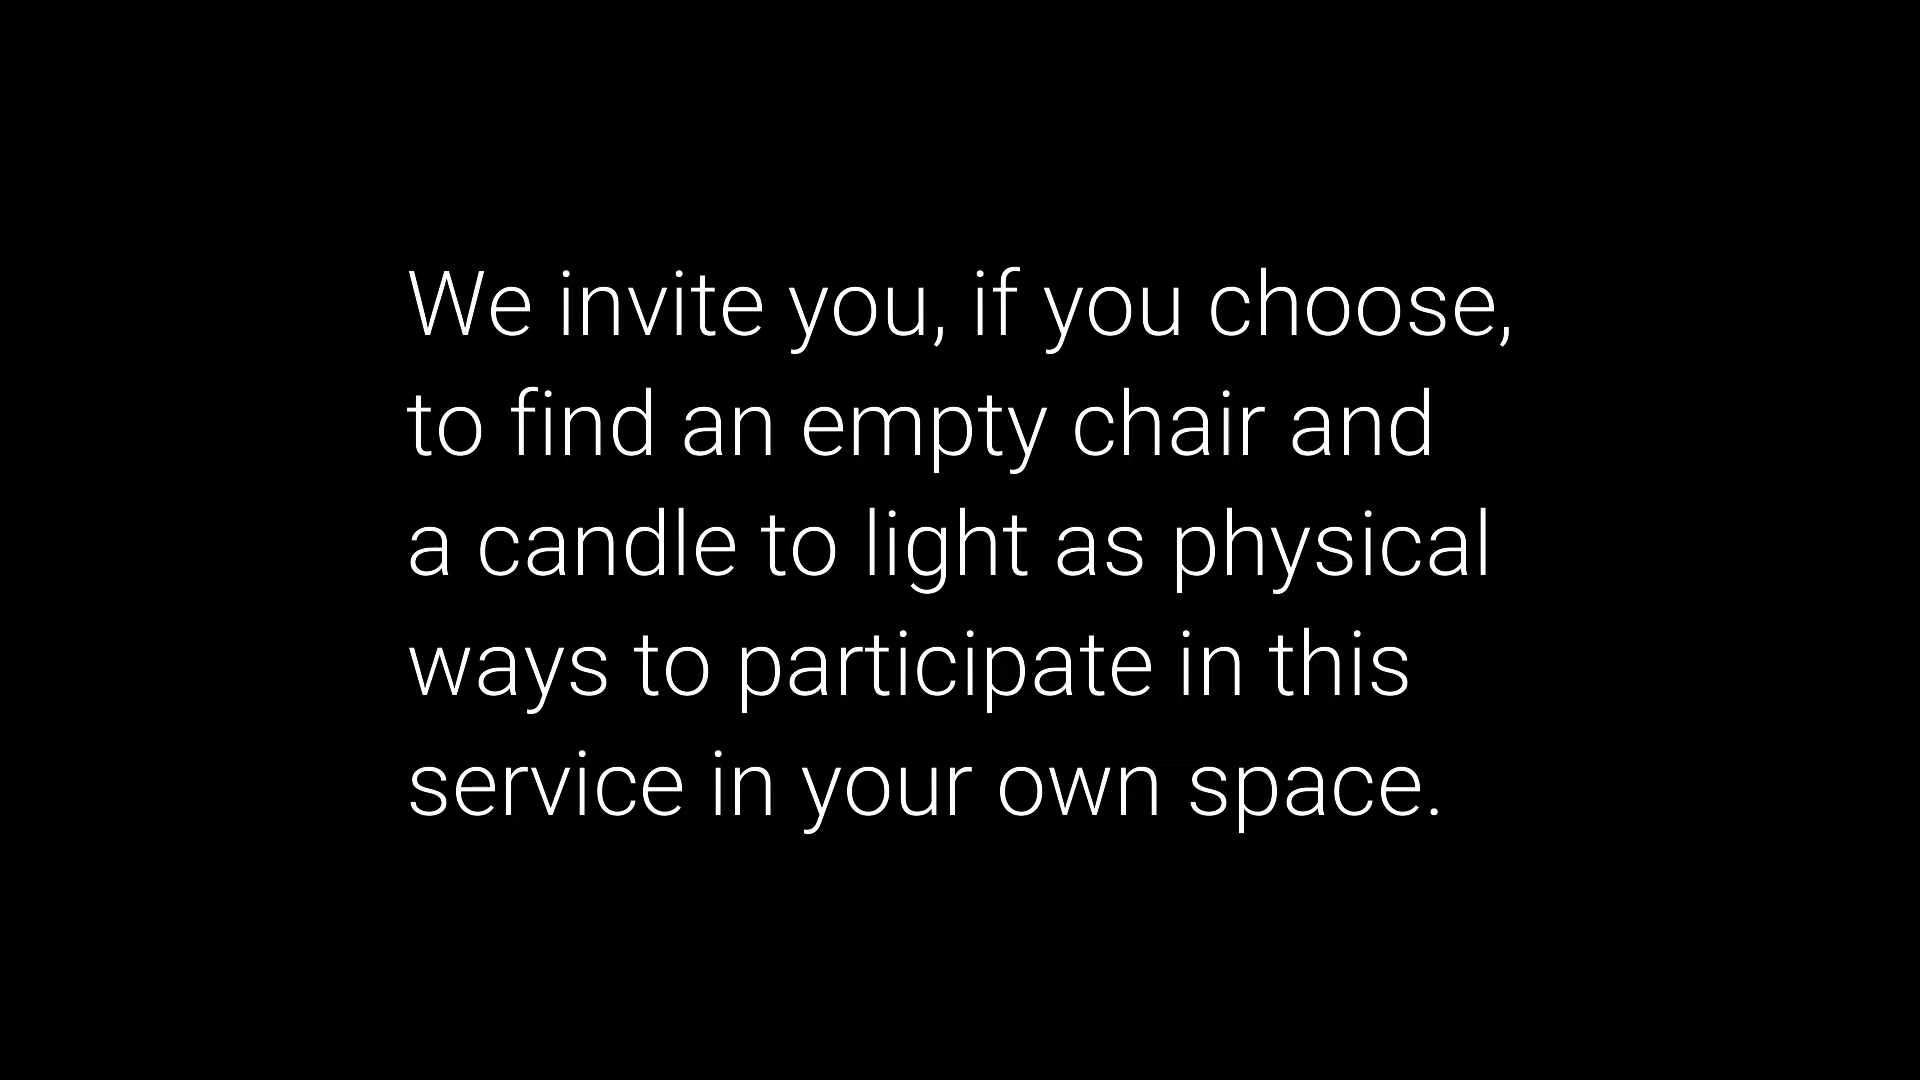 We invite you, if you choose,
to find an empty chair and
a candle to light as physical
ways to participate in this
service in your own space.